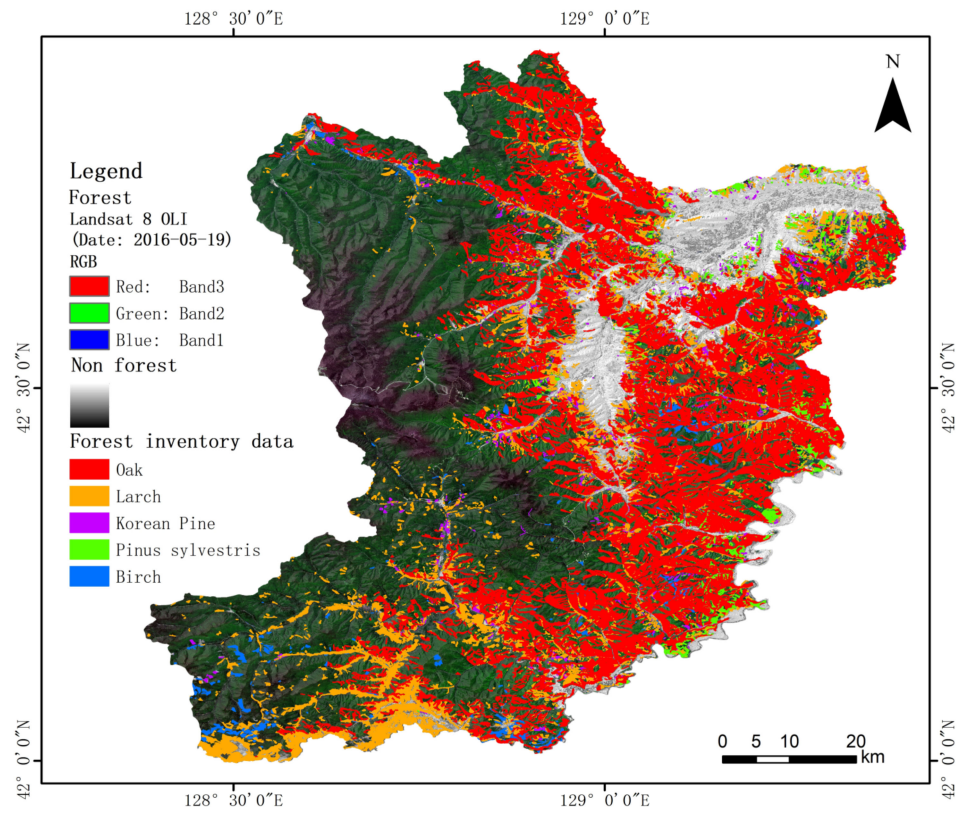 128° 30′0″E
129° 0′0″E
N
Legend
Forest
Landsat 8 OLI
(Date: 2016-05-19)
RGB
Red: Band3
Green: Band2
Blue: Band1
Non forest
Forest inventory data
Oak
Larch
Korean Pine
Pinus sylvestris
Birch
42° 30′0″N
42° 30′0″N
0 5 10 20
km
42° 0′0″N
42° 0′0″N
128° 30′0″E
129° 0′0″E